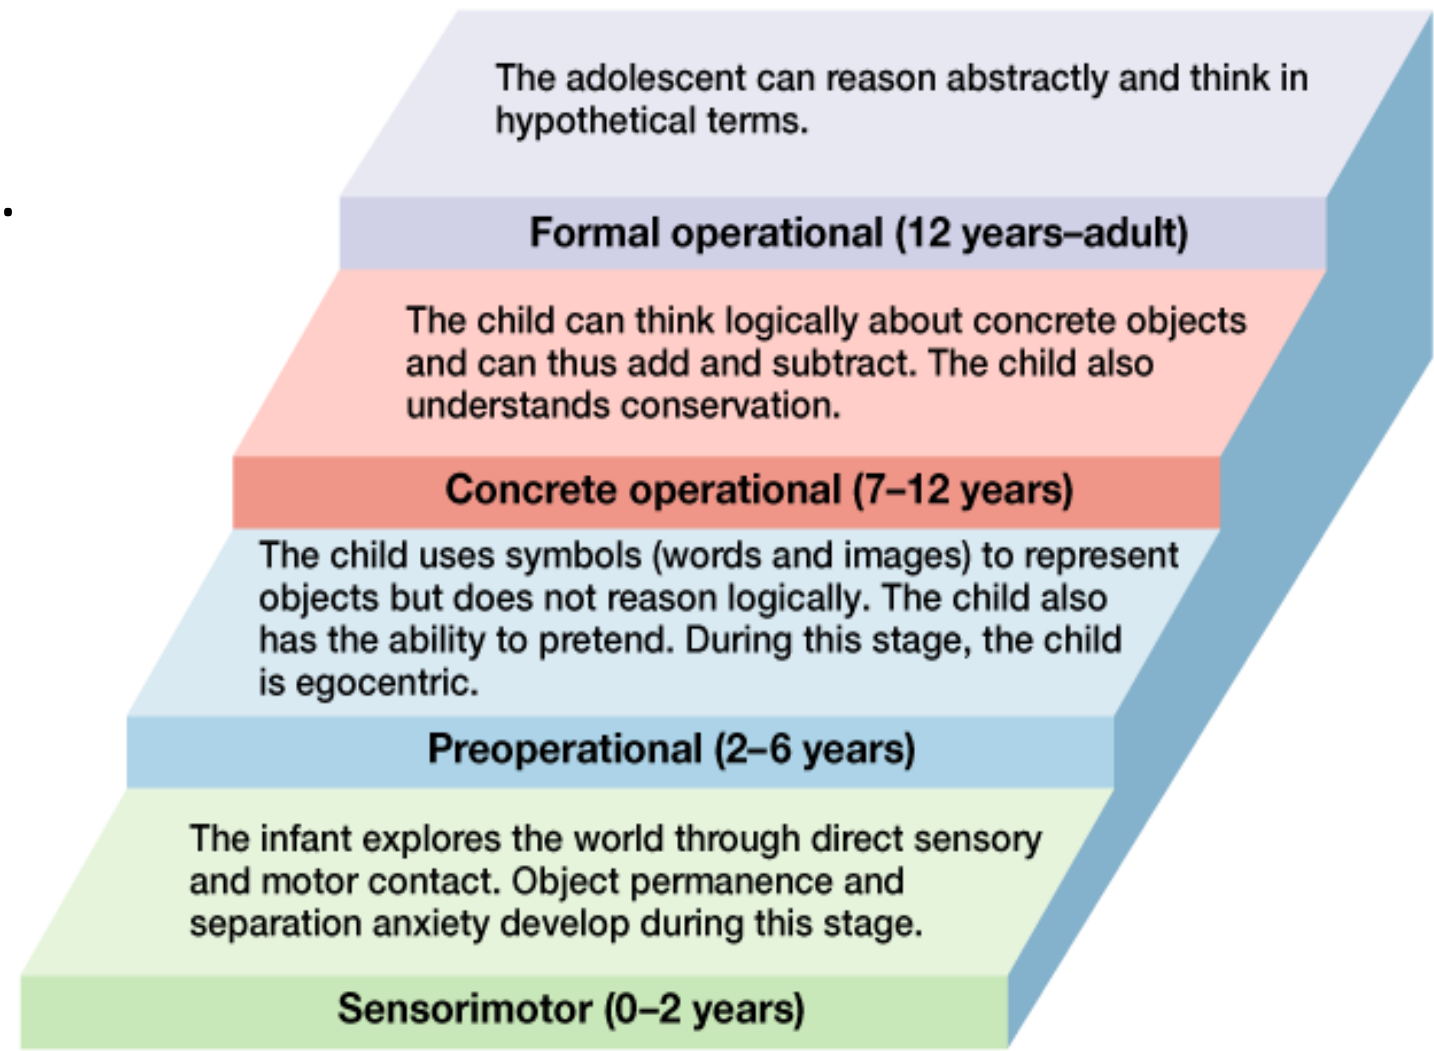 The adolescent can reason abstractly and think in
hypothetical terms.
Formal operational (12 years–adult)
The child can think logically about concrete objects
and can thus add and subtract. The child also
understands conservation.
Concrete operational (7–12 years)
The child uses symbols (words and images) to represent
objects but does not reason logically. The child also
has the ability to pretend. During this stage, the child
is egocentric.
Preoperational (2–6 years)
The infant explores the world through direct sensory
and motor contact. Object permanence and
separation anxiety develop during this stage.
Sensorimotor (0–2 years)